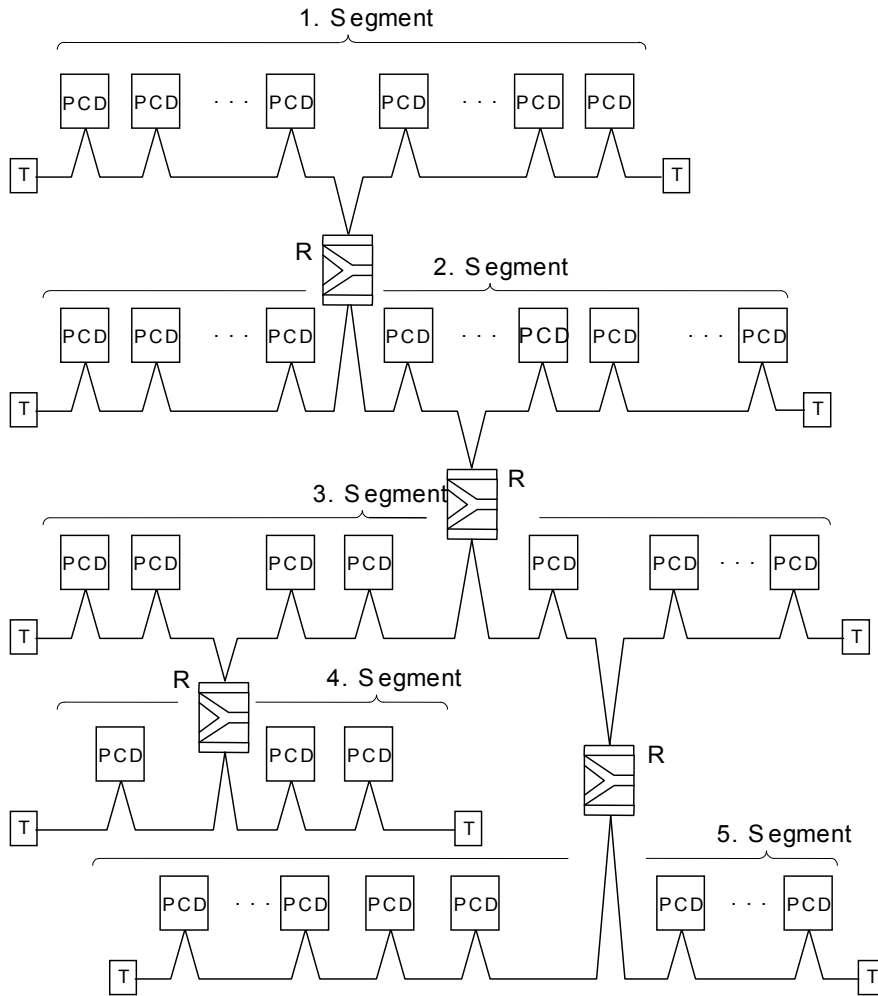 1. Segment
PCD PCD . . . PCD PCD . . . PCD PCD
T T
R
2. Segment
PCD PCD . . . PCD PCD . . . PCD PCD . . . PCD
T T
R
3. Segment
PCD PCD PCD PCD PCD PCD . . . PCD
T T
R
4. Segment
R
PCD PCD PCD
T T
5. Segment
PCD . . . PCD PCD PCD PCD . . . PCD
T T